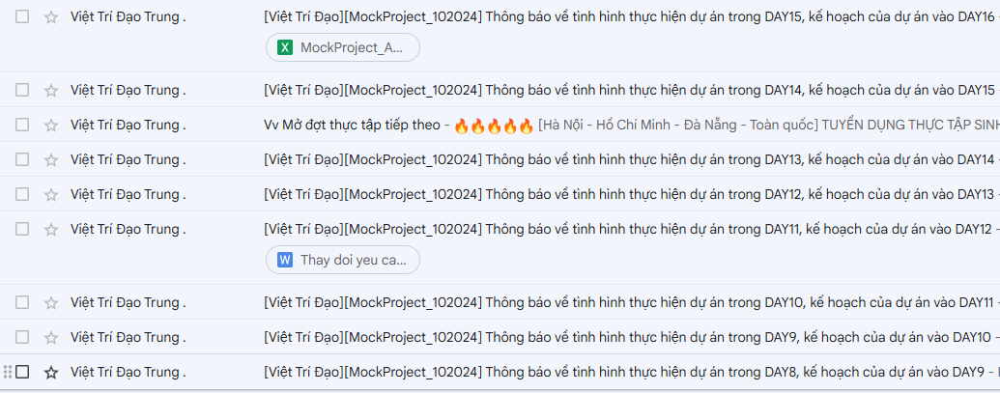 Việt Trí Đạo Trung . [Việt Trí Đạo][MockProject_102024] Thông báo về tình hình thực hiện dự án trong DAY15, kế hoạch của dự án vào DAY16 -
X MockProject_A...
Việt Trí Đạo Trung . [Việt Trí Đạo][MockProject_102024] Thông báo về tình hình thực hiện dự án trong DAY14, kế hoạch của dự án vào DAY15 -
Việt Trí Đạo Trung . Vv Mở đợt thực tập tiếp theo - 🔥🔥🔥🔥🔥 [Hà Nội - Hồ Chí Minh - Đà Nẵng - Toàn quốc] TUYỂN DỤNG THỰC TẬP SINH
Việt Trí Đạo Trung . [Việt Trí Đạo][MockProject_102024] Thông báo về tình hình thực hiện dự án trong DAY13, kế hoạch của dự án vào DAY14 -
Việt Trí Đạo Trung . [Việt Trí Đạo][MockProject_102024] Thông báo về tình hình thực hiện dự án trong DAY12, kế hoạch của dự án vào DAY13 -
Việt Trí Đạo Trung . [Việt Trí Đạo][MockProject_102024] Thông báo về tình hình thực hiện dự án trong DAY11, kế hoạch của dự án vào DAY12 -
W Thay doi yeu ca...
Việt Trí Đạo Trung . [Việt Trí Đạo][MockProject_102024] Thông báo về tình hình thực hiện dự án trong DAY10, kế hoạch của dự án vào DAY11 -
Việt Trí Đạo Trung . [Việt Trí Đạo][MockProject_102024] Thông báo về tình hình thực hiện dự án trong DAY9, kế hoạch của dự án vào DAY10 -
Việt Trí Đạo Trung . [Việt Trí Đạo][MockProject_102024] Thông báo về tình hình thực hiện dự án trong DAY8, kế hoạch của dự án vào DAY9 -